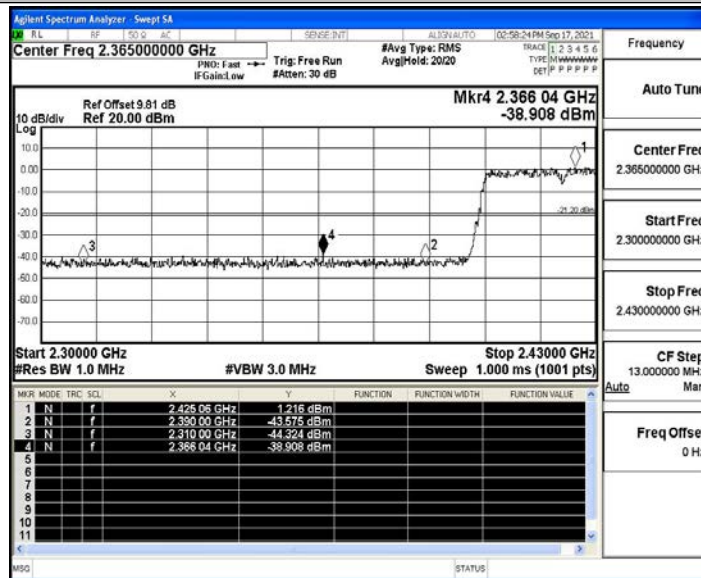 Agilent Spectrum Analyzer - Swept SA
RL RF 50 Ω AC SENSE:INT ALIGNAUTO 02:58:24 PM Sep 17, 2021
Center Freq 2.365000000 GHz #Avg Type: RMS TRACE 1 2 3 4 5 6
PNO: Fast Trig: Free Run Avg|Hold: 20/20 TYPE M
IFGain:Low #Atten: 30 dB DET P P P P P P
Mkr4 2.366 04 GHz
Ref Offset 9.81 dB
10 dB/div Ref 20.00 dBm -38.908 dBm
Log
10.0
0.00
-10.0
-20.0
-21.20 dBm
-30.0
-40.0
-50.0
-60.0
-70.0
1
2
3
4
Start 2.30000 GHz Stop 2.43000 GHz
#Res BW 1.0 MHz #VBW 3.0 MHz Sweep 1.000 ms (1001 pts)
MKR MODE TRC SCL X Y FUNCTION FUNCTION WIDTH FUNCTION VALUE
1 N f 2.425 06 GHz 1.216 dBm
2 N f 2.390 00 GHz -43.575 dBm
3 N f 2.310 00 GHz -44.324 dBm
4 N f 2.366 04 GHz -38.908 dBm
5
6
7
8
9
10
11
MSG STATUS
Frequency
Auto Tune
Center Freq
2.365000000 GHz
Start Freq
2.300000000 GHz
Stop Freq
2.430000000 GHz
CF Step
13.000000 MHz
Auto Man
Freq Offset
0 Hz